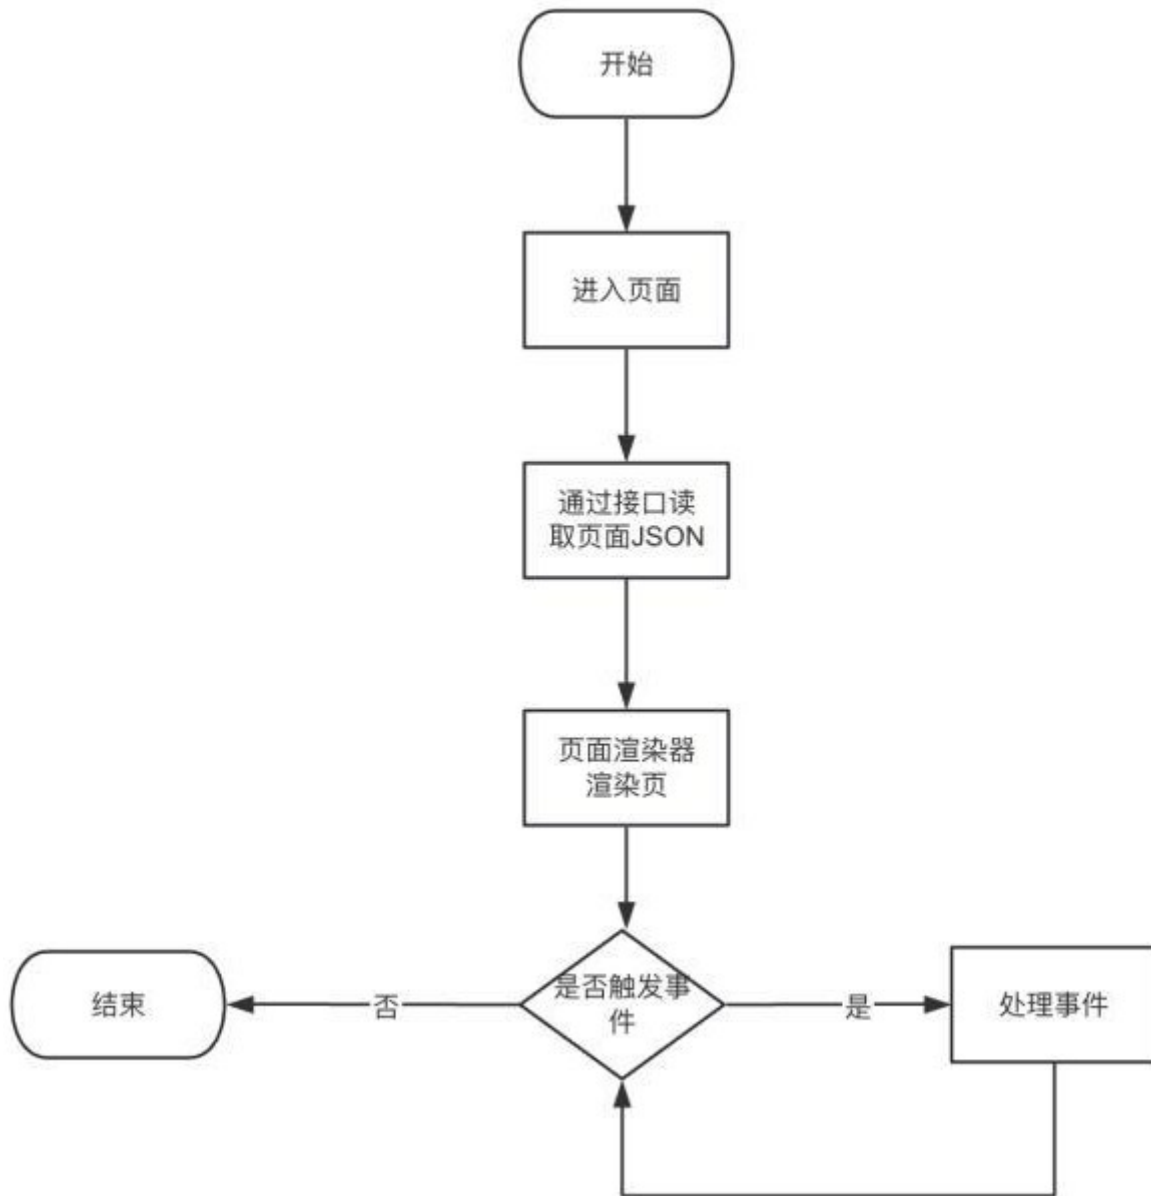 开始
进入页面
通过接口读
取页面JSON
页面渲染器
渲染页
是否触发事
件
结束
否
是
处理事件